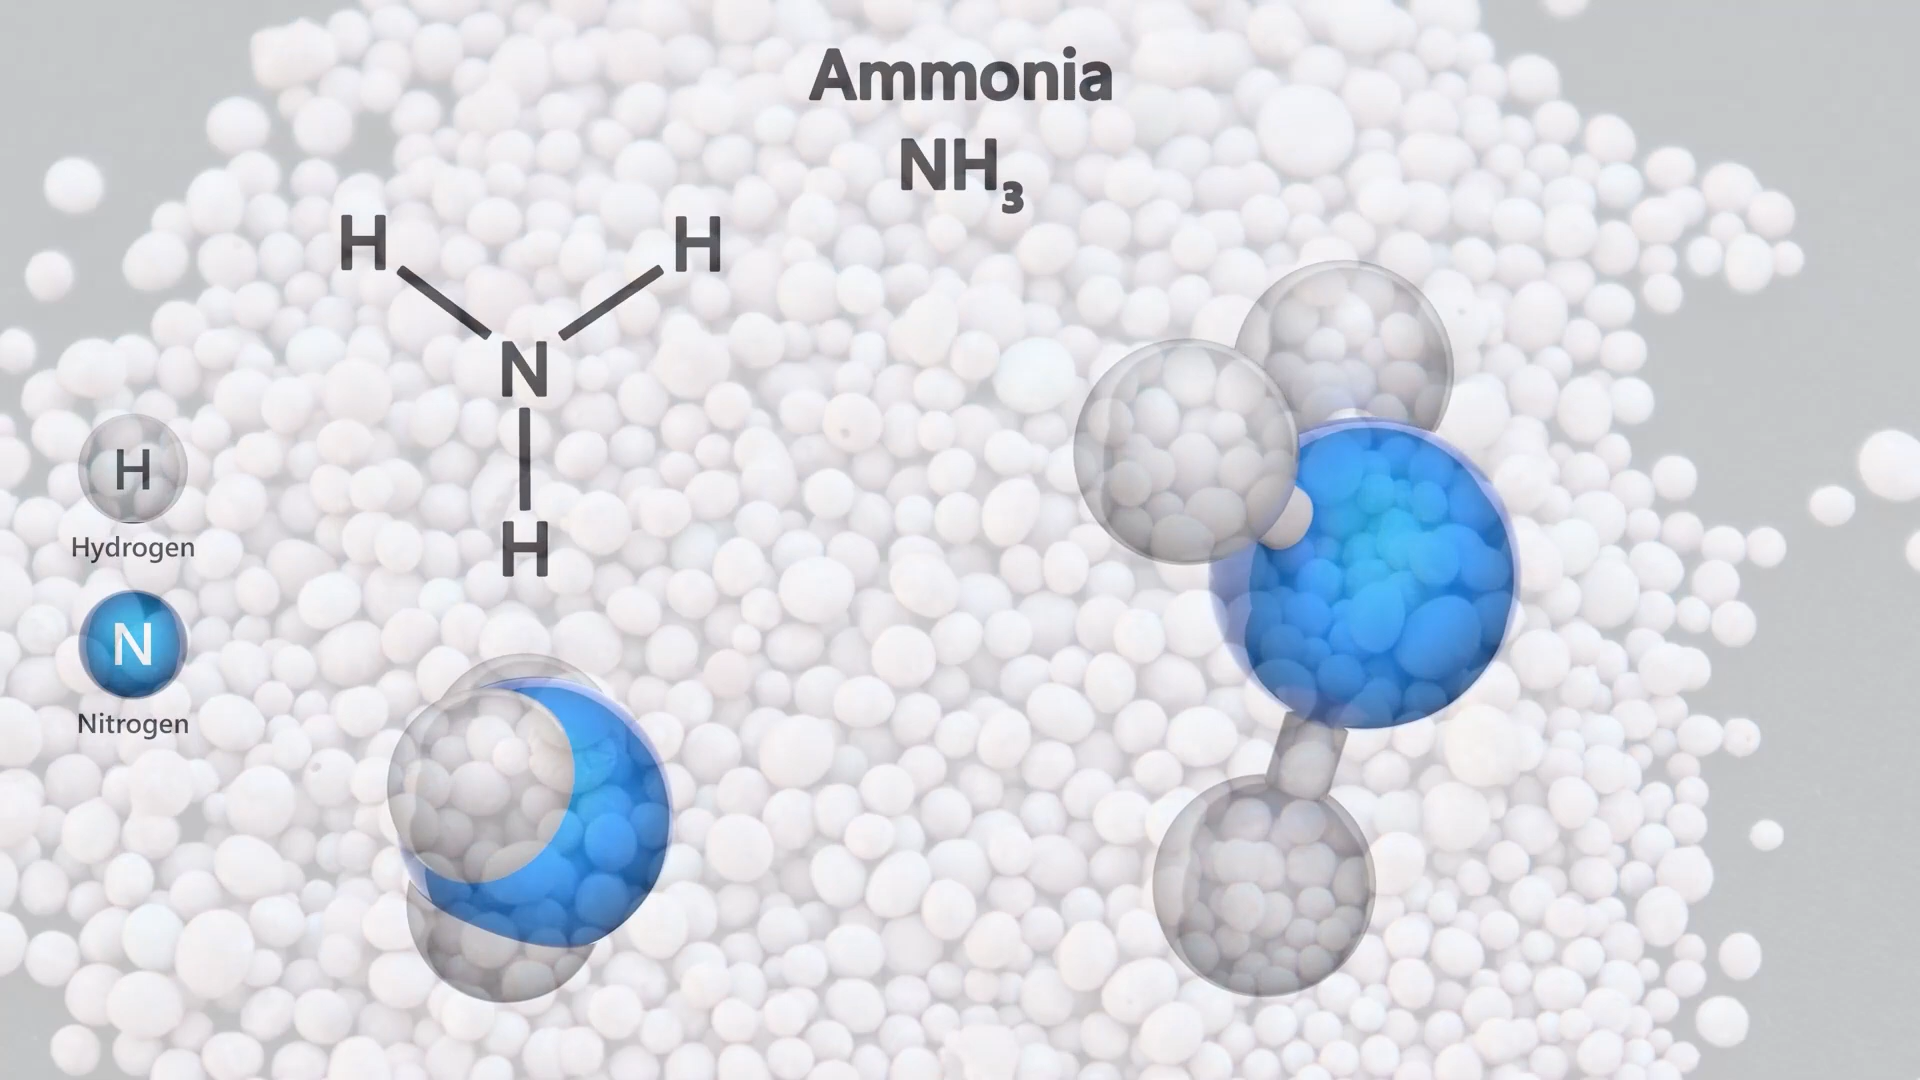 Ammonia
NH₃
H H
N
H
H
Hydrogen
N
Nitrogen